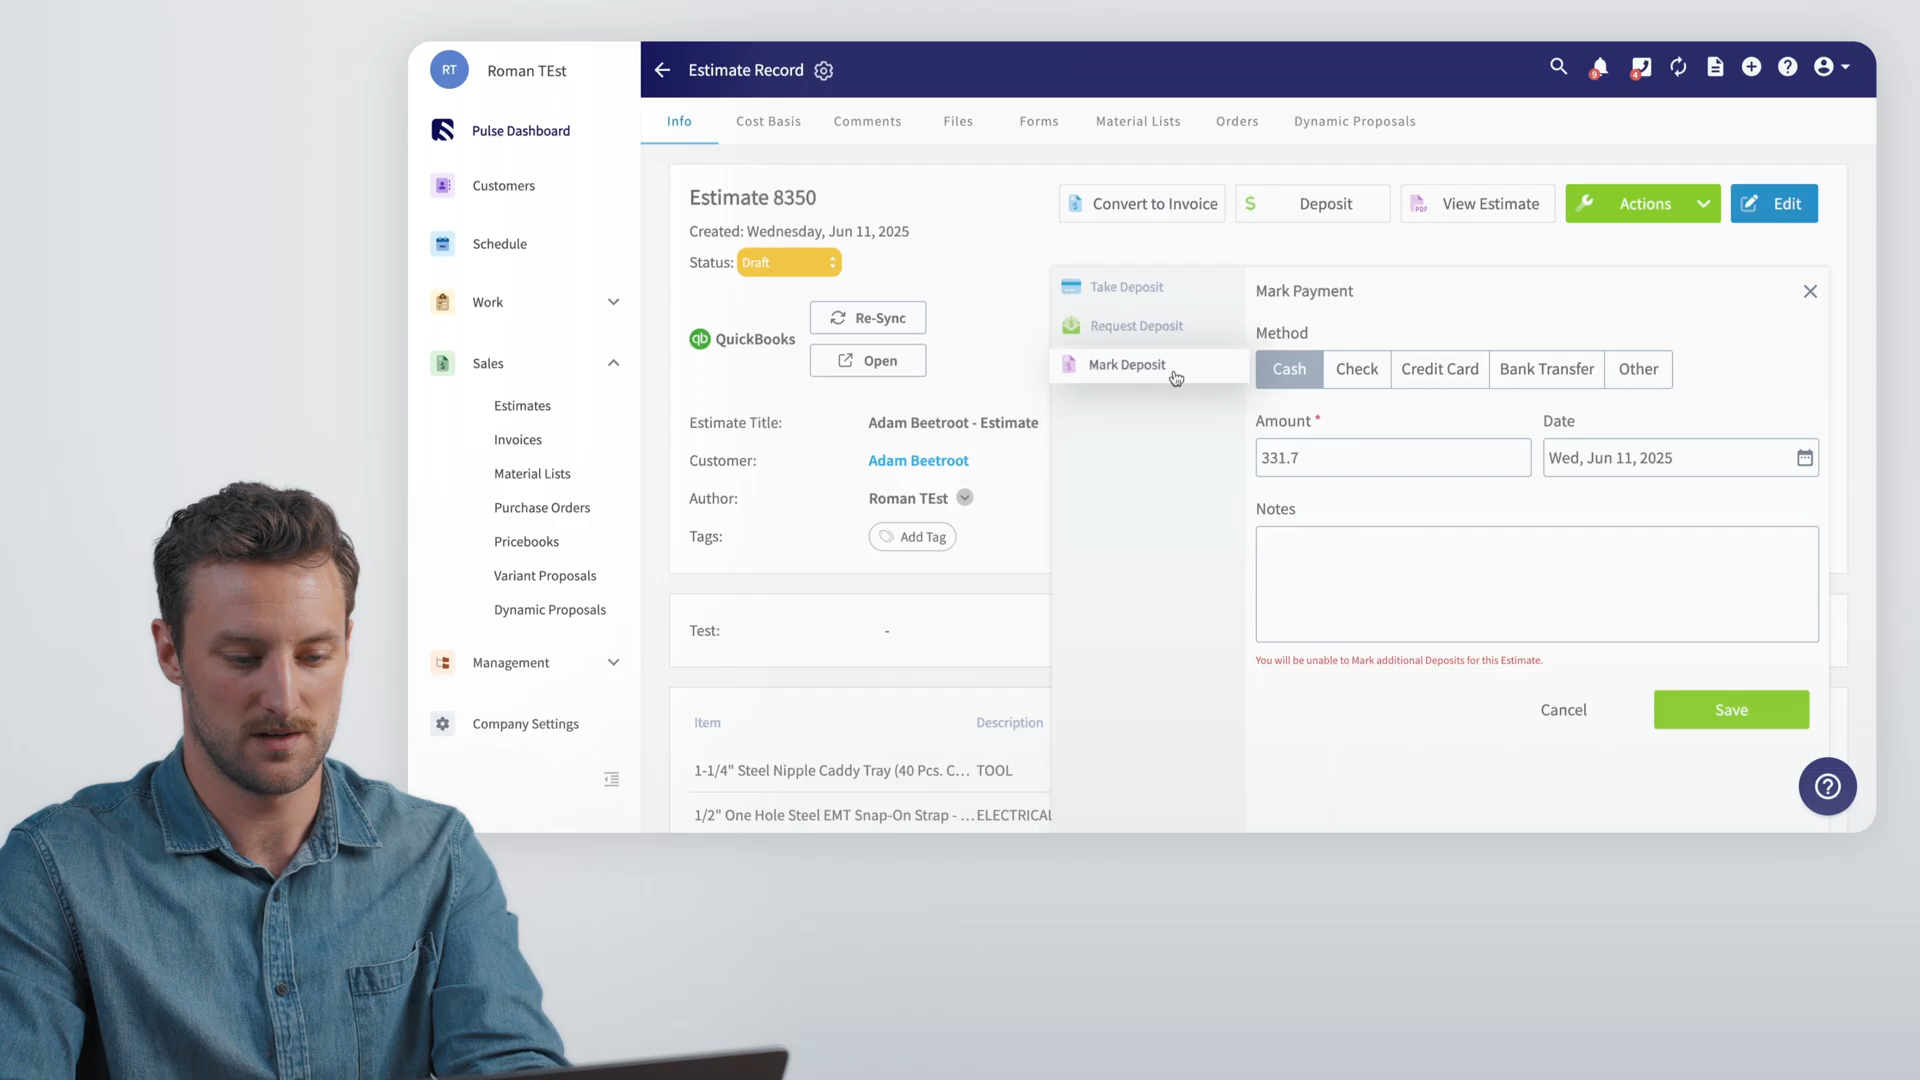 RT
Roman TEst
Pulse Dashboard
Customers
Schedule
Work
Sales
Estimates
Invoices
Material Lists
Purchase Orders
Pricebooks
Variant Proposals
Dynamic Proposals
Management
Company Settings
Estimate Record
9
4
Info
Cost Basis
Comments
Files
Forms
Material Lists
Orders
Dynamic Proposals
Estimate 8350
Created: Wednesday, Jun 11, 2025
Status: Draft
Convert to Invoice
Deposit
PDF
View Estimate
Actions
Edit
qb QuickBooks
Re-Sync
Open
Estimate Title: Adam Beetroot - Estimate
Customer: Adam Beetroot
Author: Roman TEst
Tags: Add Tag
Test: -
Item Description
1-1/4" Steel Nipple Caddy Tray (40 Pcs. C... TOOL
1/2" One Hole Steel EMT Snap-On Strap - ... ELECTRICAL
Take Deposit
Request Deposit
Mark Deposit
Mark Payment
Method
Cash Check Credit Card Bank Transfer Other
Amount * Date
331.7 Wed, Jun 11, 2025
Notes
You will be unable to Mark additional Deposits for this Estimate.
Cancel Save